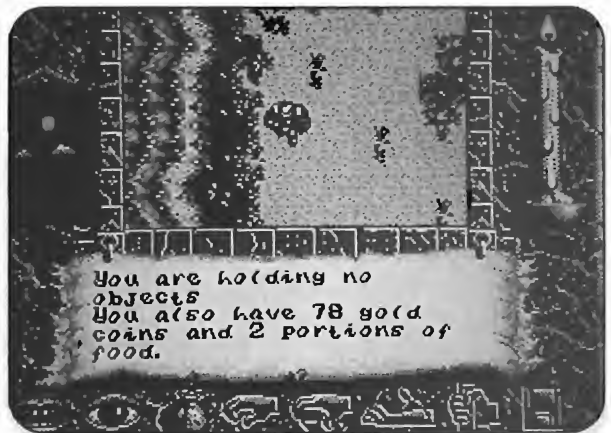 You are holding no
objects
You also have 78 gold
coins and 2 portions of
food.